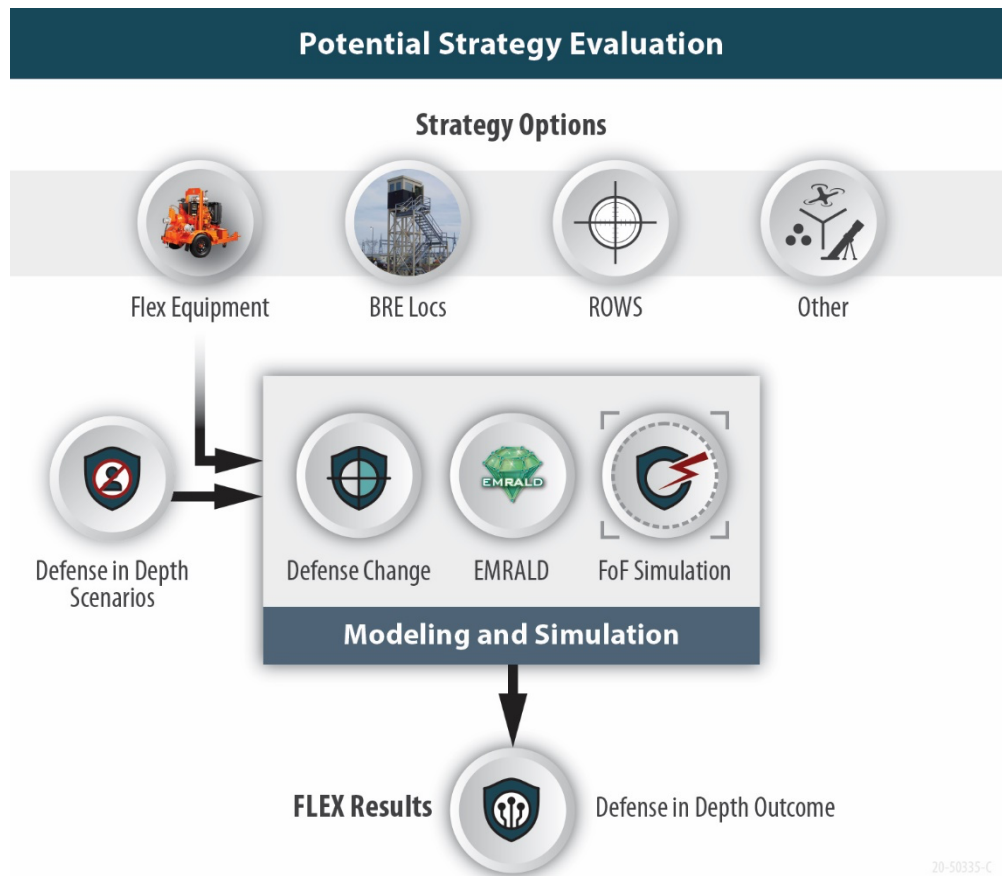 Potential Strategy Evaluation
Strategy Options
Flex Equipment
BRE Locs
ROWS
Other
Defense in Depth
Scenarios
Defense Change
EMRALD
EMRALD
FoF Simulation
Modeling and Simulation
FLEX Results
Defense in Depth Outcome
20-50335-C